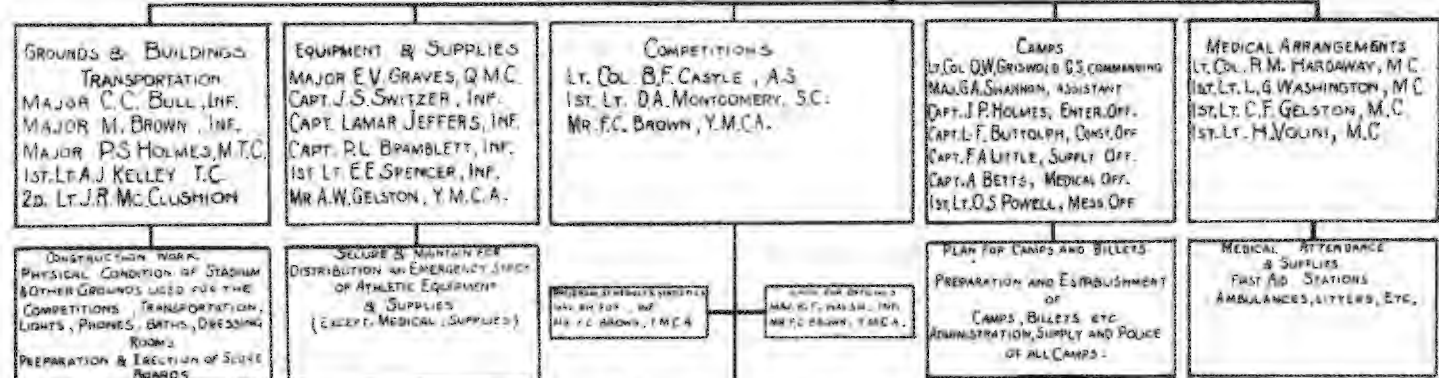 GROUNDS & BUILDINGS
TRANSPORTATION
MAJOR C.C. BULL, INF.
MAJOR M. BROWN, INF.
MAJOR P.S HOLMES, M.T.C.
1ST. LT. A.J KELLEY T.C.
2D. LT. J.R. MC.CLUSHION
CONSTRUCTION WORK
PHYSICAL CONDITION OF STADIUM
& OTHER GROUNDS USED FOR THE
COMPETITIONS, TRANSPORTATION,
LIGHTS, PHONES, BATHS, DRESSING
ROOMS
PREPARATION & ERECTION OF SCORE
BOARDS
EQUIPMENT & SUPPLIES
MAJOR E.V. GRAVES, Q.M.C.
CAPT. J.S. SWITZER, INF.
CAPT. LAMAR JEFFERS, INF.
CAPT. P.L BRAMBLETT, INF.
1ST LT. E.E SPENCER, INF.
MR A.W. GELSTON, Y.M.C.A.
SECURE & MAINTAIN FOR
DISTRIBUTION AN EMERGENCY STOCK
OF ATHLETIC EQUIPMENT
& SUPPLIES
(EXCEPT. MEDICAL, SUPPLIES)
COMPETITIONS
LT. COL. B.F. CASTLE, A.S
1ST. LT. D.A. MONTGOMERY, S.C.
MR. F.C. BROWN, Y.M.C.A.
INF
MR F.C. BROWN, Y.M.C.A
INF.
MR F.C BROWN, Y.M.C.A.
CAMPS
LT. COL O.W. GRISWOLD G.S. COMMANDING
MAJ. G.A. SHANNON, ASSISTANT
CAPT. J.P. HOLMES, ENTER. OFF.
CAPT. L.F. BUTTOLPH, CONST. OFF
CAPT. F.A LITTLE, SUPPLY OFF.
CAPT. A BETTS, MEDICAL OFF.
1ST. LT. O.S POWELL, MESS OFF
PLAN FOR CAMPS AND BILLETS
PREPARATION AND ESTABLISHMENT
OF
CAMPS, BILLETS ETC
ADMINISTRATION, SUPPLY AND POLICE
OF ALL CAMPS.
MEDICAL ARRANGEMENTS
LT. COL. R.M. HARDAWAY, M C.
1ST. LT. L.G. WASHINGTON, M C
1ST. LT. C.F. GELSTON, M.C
1ST. LT. H. VOLINI, M.C
MEDICAL ATTENDANCE
& SUPPLIES
FIRST AID STATIONS
AMBULANCES, LITTERS, ETC.